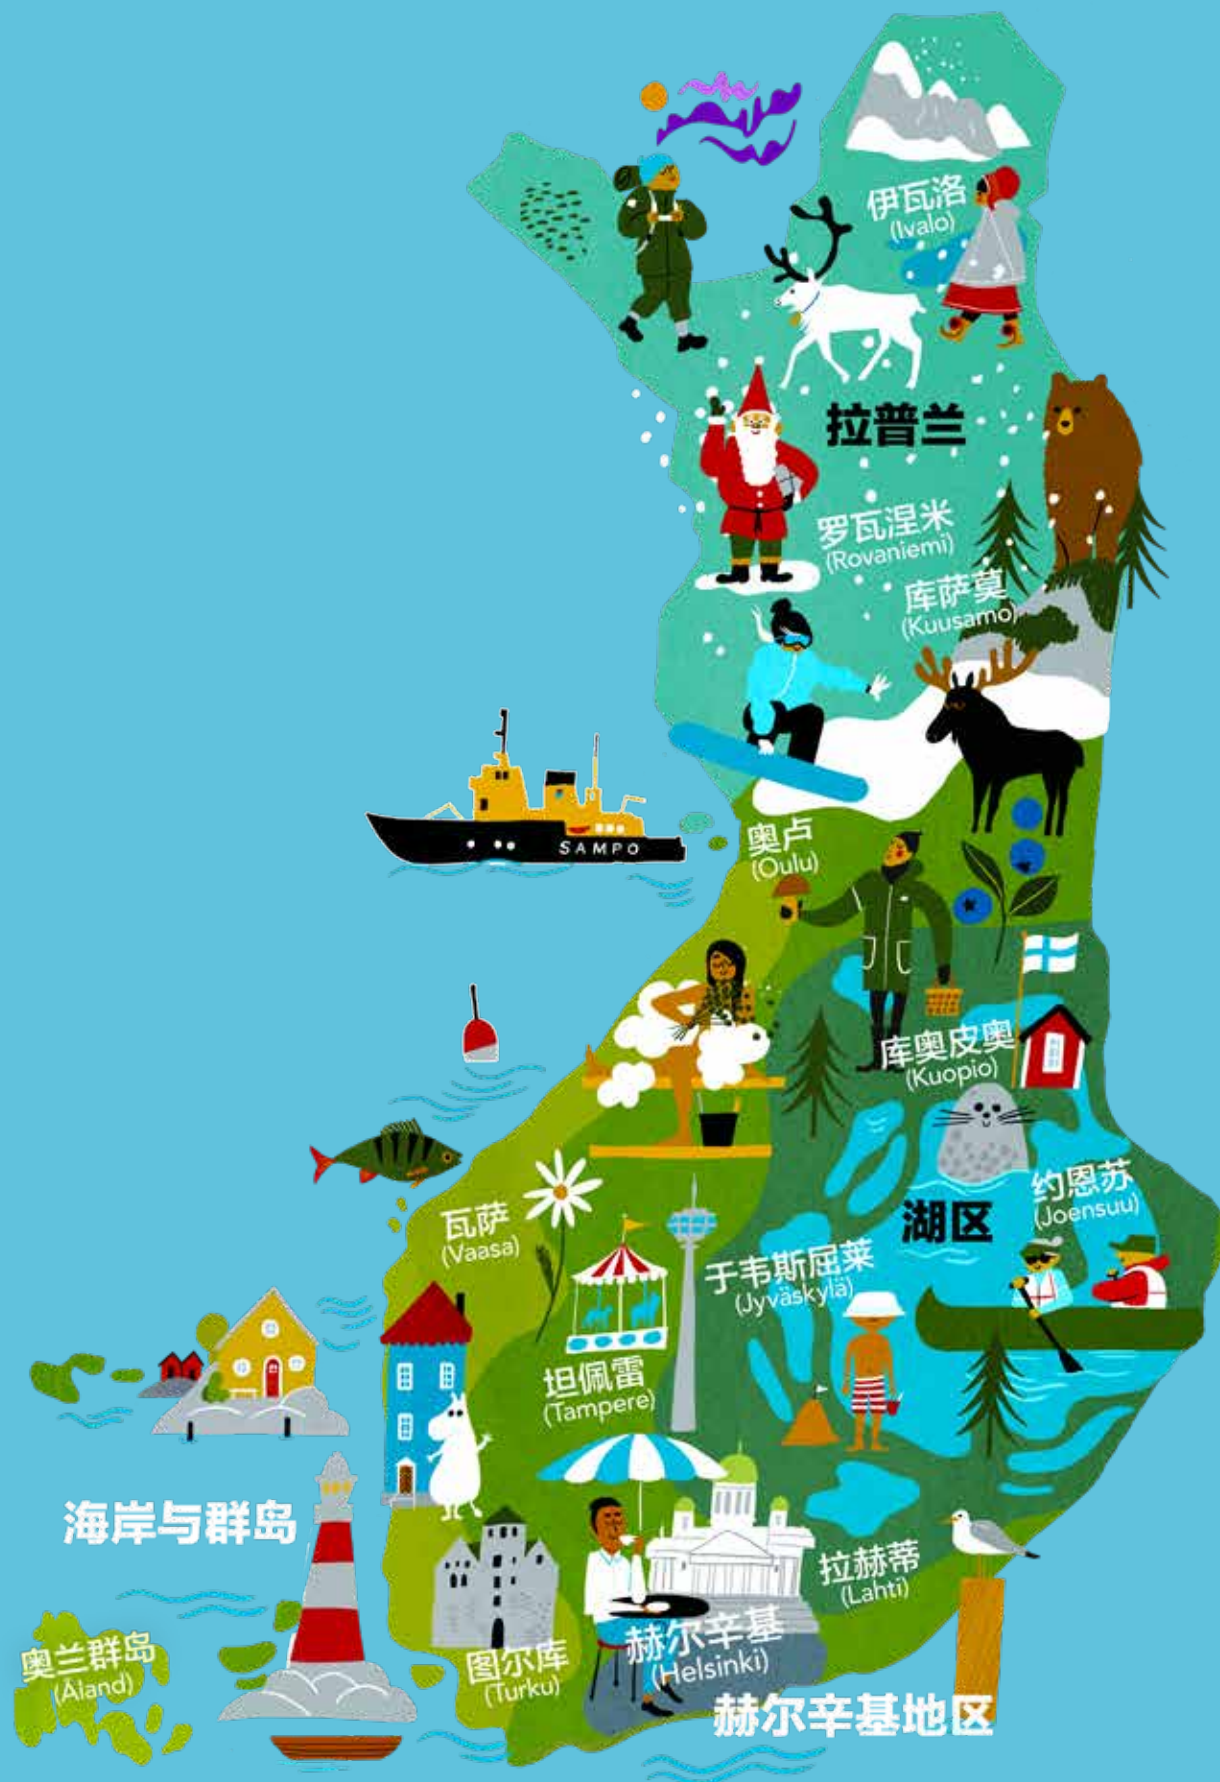 伊瓦洛
(Ivalo)
拉普兰
罗瓦涅米
(Rovaniemi)
库萨莫
(Kuusamo)
SAMPO
奥卢
(Oulu)
库奥皮奥
(Kuopio)
约恩苏
(Joensuu)
瓦萨
(Vaasa)
湖区
于韦斯屈莱
(Jyväskylä)
坦佩雷
(Tampere)
海岸与群岛
拉赫蒂
(Lahti)
奥兰群岛
(Åland)
图尔库
(Turku)
赫尔辛基
(Helsinki)
赫尔辛基地区